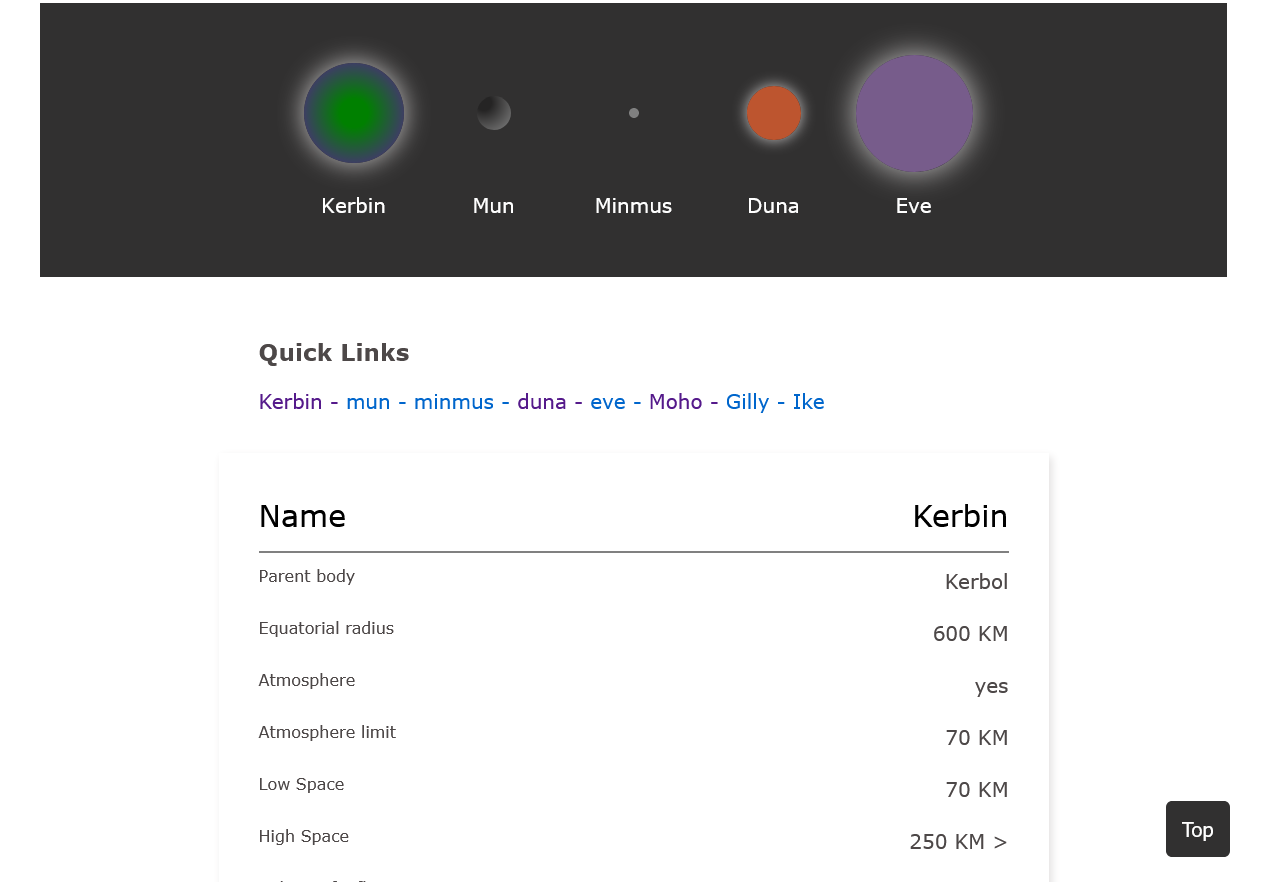 Kerbin Mun Minmus Duna Eve
Quick Links
Kerbin - mun - minmus - duna - eve - Moho - Gilly - Ike
Name Kerbin
Parent body Kerbol
Equatorial radius 600 KM
Atmosphere yes
Atmosphere limit 70 KM
Low Space 70 KM
High Space 250 KM >
Top